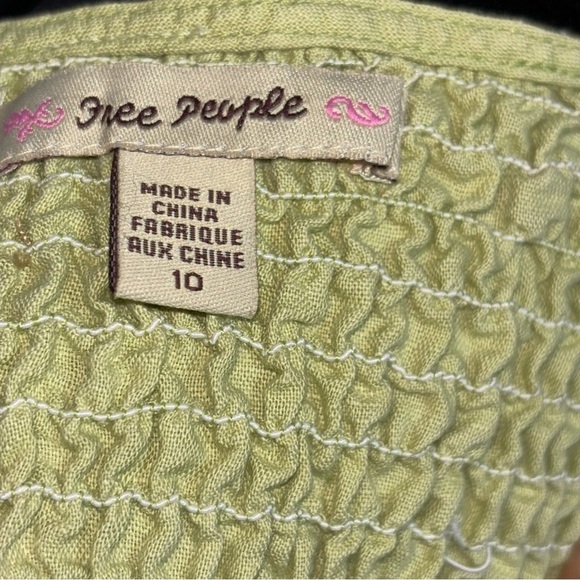 Free People
MADE IN
CHINA
FABRIQUE
AUX CHINE
10